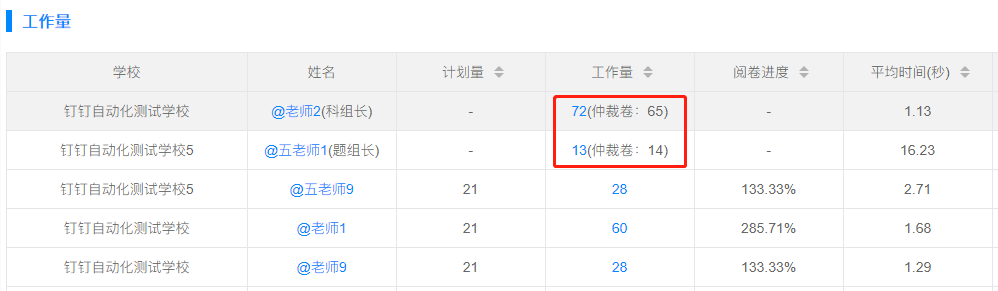 工作量
学校 姓名 计划量 工作量 阅卷进度 平均时间(秒)
钉钉自动化测试学校 @老师2(科组长) - 72(仲裁卷：65) - 1.13
钉钉自动化测试学校5 @五老师1(题组长) - 13(仲裁卷：14) - 16.23
钉钉自动化测试学校5 @五老师9 21 28 133.33% 2.71
钉钉自动化测试学校 @老师1 21 60 285.71% 1.68
钉钉自动化测试学校 @老师9 21 28 133.33% 1.29